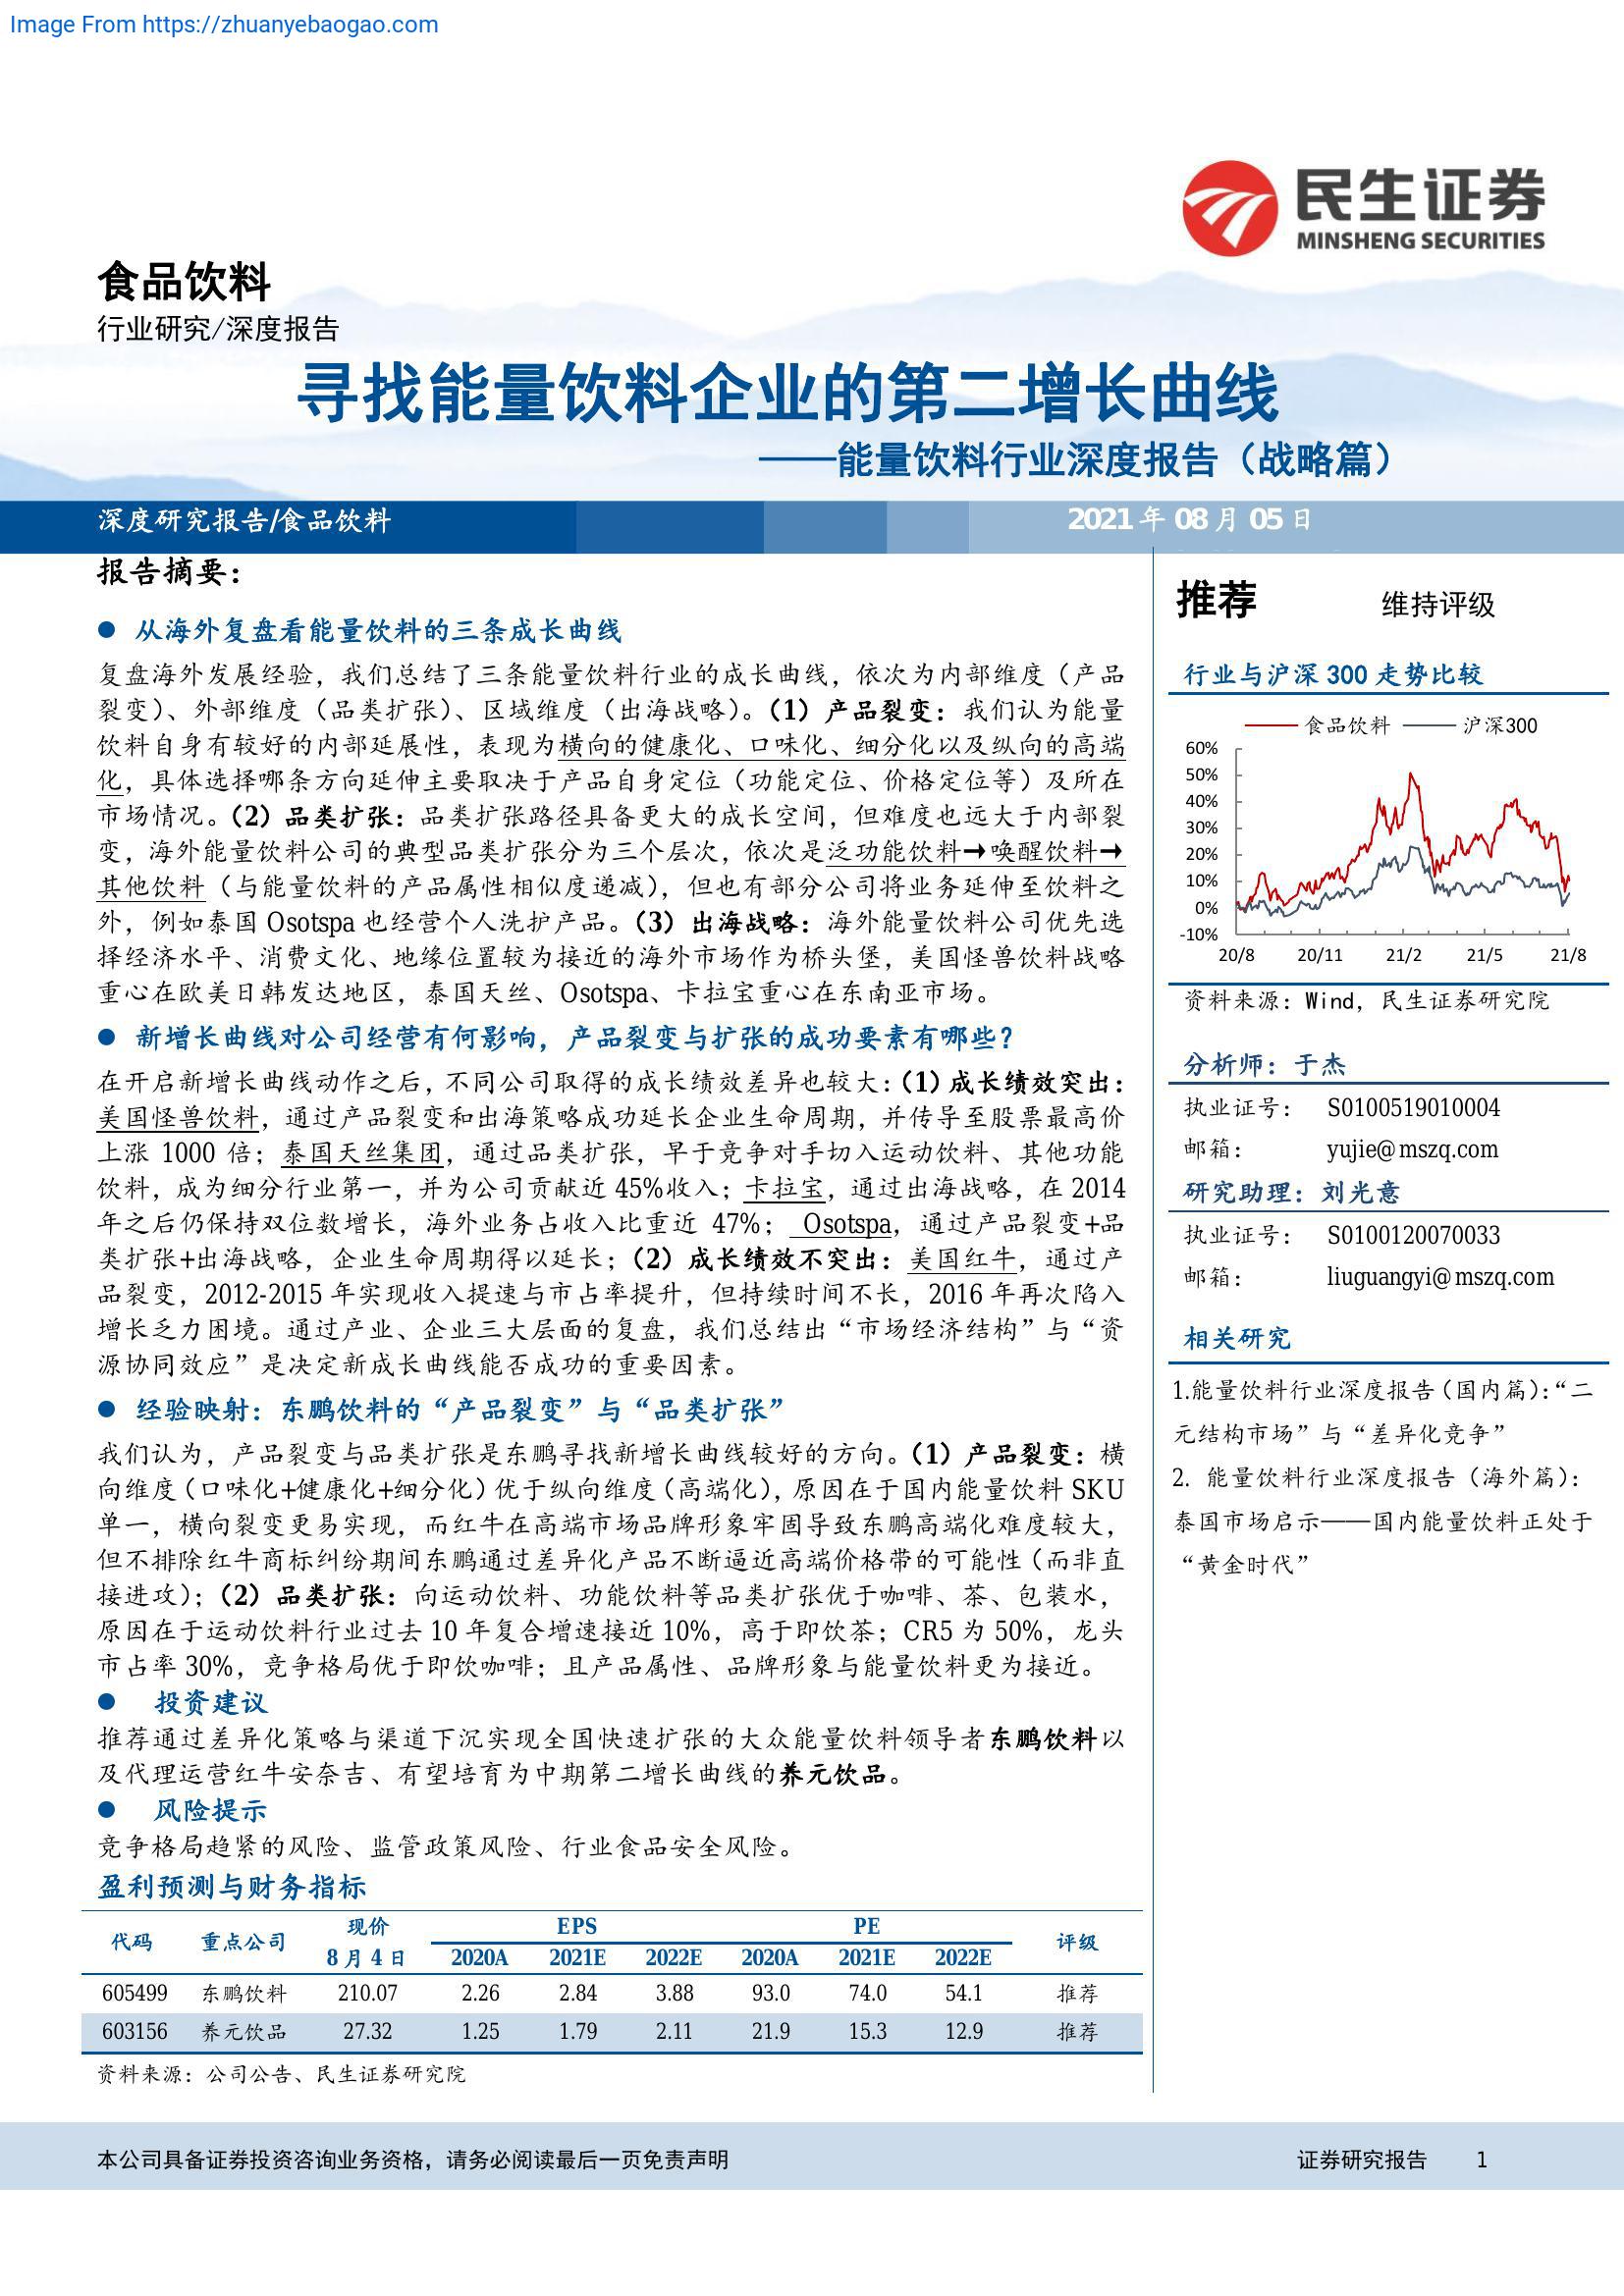 Image From https://zhuanyebaogao.com
民生证券
MINSHENG SECURITIES
食品饮料
行业研究/深度报告
寻找能量饮料企业的第二增长曲线
——能量饮料行业深度报告（战略篇）
深度研究报告/食品饮料
2021 年 08 月 05 日
报告摘要：
● 从海外复盘看能量饮料的三条成长曲线
复盘海外发展经验，我们总结了三条能量饮料行业的成长曲线，依次为内部维度（产品
裂变）、外部维度（品类扩张）、区域维度（出海战略）。（1）产品裂变：我们认为能量
饮料自身有较好的内部延展性，表现为横向的健康化、口味化、细分化以及纵向的高端
化，具体选择哪条方向延伸主要取决于产品自身定位（功能定位、价格定位等）及所在
市场情况。（2）品类扩张：品类扩张路径具备更大的成长空间，但难度也远大于内部裂
变，海外能量饮料公司的典型品类扩张分为三个层次，依次是泛功能饮料→唤醒饮料→
其他饮料（与能量饮料的产品属性相似度递减），但也有部分公司将业务延伸至饮料之
外，例如泰国 Osotspa 也经营个人洗护产品。（3）出海战略：海外能量饮料公司优先选
择经济水平、消费文化、地缘位置较为接近的海外市场作为桥头堡，美国怪兽饮料战略
重心在欧美日韩发达地区，泰国天丝、Osotspa、卡拉宝重心在东南亚市场。
● 新增长曲线对公司经营有何影响，产品裂变与扩张的成功要素有哪些？
在开启新增长曲线动作之后，不同公司取得的成长绩效差异也较大：（1）成长绩效突出：
美国怪兽饮料，通过产品裂变和出海策略成功延长企业生命周期，并传导至股票最高价
上涨 1000 倍；泰国天丝集团，通过品类扩张，早于竞争对手切入运动饮料、其他功能
饮料，成为细分行业第一，并为公司贡献近 45%收入；卡拉宝，通过出海战略，在 2014
年之后仍保持双位数增长，海外业务占收入比重近 47%； Osotspa，通过产品裂变+品
类扩张+出海战略，企业生命周期得以延长；（2）成长绩效不突出：美国红牛，通过产
品裂变，2012-2015 年实现收入提速与市占率提升，但持续时间不长，2016 年再次陷入
增长乏力困境。通过产业、企业三大层面的复盘，我们总结出“市场经济结构”与“资
源协同效应”是决定新成长曲线能否成功的重要因素。
● 经验映射：东鹏饮料的“产品裂变”与“品类扩张”
我们认为，产品裂变与品类扩张是东鹏寻找新增长曲线较好的方向。（1）产品裂变：横
向维度（口味化+健康化+细分化）优于纵向维度（高端化），原因在于国内能量饮料 SKU
单一，横向裂变更易实现，而红牛在高端市场品牌形象牢固导致东鹏高端化难度较大，
但不排除红牛商标纠纷期间东鹏通过差异化产品不断逼近高端价格带的可能性（而非直
接进攻）；（2）品类扩张：向运动饮料、功能饮料等品类扩张优于咖啡、茶、包装水，
原因在于运动饮料行业过去 10 年复合增速接近 10%，高于即饮茶；CR5 为 50%，龙头
市占率 30%，竞争格局优于即饮咖啡；且产品属性、品牌形象与能量饮料更为接近。
● 投资建议
推荐通过差异化策略与渠道下沉实现全国快速扩张的大众能量饮料领导者东鹏饮料以
及代理运营红牛安奈吉、有望培育为中期第二增长曲线的养元饮品。
● 风险提示
竞争格局趋紧的风险、监管政策风险、行业食品安全风险。
盈利预测与财务指标
代码 重点公司 现价 EPS PE 评级
8 月 4 日 2020A 2021E 2022E 2020A 2021E 2022E
605499 东鹏饮料 210.07 2.26 2.84 3.88 93.0 74.0 54.1 推荐
603156 养元饮品 27.32 1.25 1.79 2.11 21.9 15.3 12.9 推荐
资料来源：公司公告、民生证券研究院
推荐 维持评级
行业与沪深 300 走势比较
食品饮料 沪深300
60%
50%
40%
30%
20%
10%
0%
-10%
20/8 20/11 21/2 21/5 21/8
资料来源：Wind，民生证券研究院
分析师：于杰
执业证号： S0100519010004
邮箱： yujie@mszq.com
研究助理：刘光意
执业证号： S0100120070033
邮箱： liuguangyi@mszq.com
相关研究
1.能量饮料行业深度报告（国内篇）：“二
元结构市场”与“差异化竞争”
2. 能量饮料行业深度报告（海外篇）：
泰国市场启示——国内能量饮料正处于
“黄金时代”
本公司具备证券投资咨询业务资格，请务必阅读最后一页免责声明
证券研究报告 1